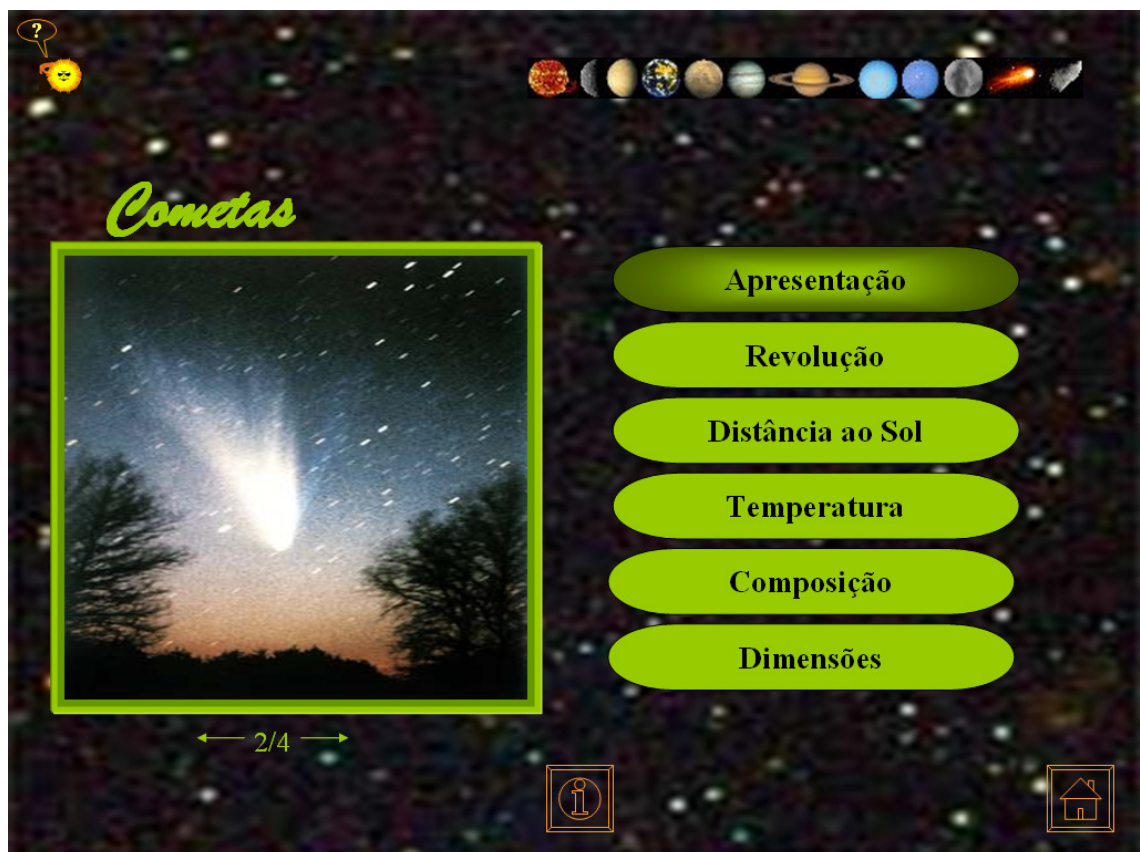 ?
Cometas
Apresentação
Revolução
Distância ao Sol
Temperatura
Composição
Dimensões
2/4
i